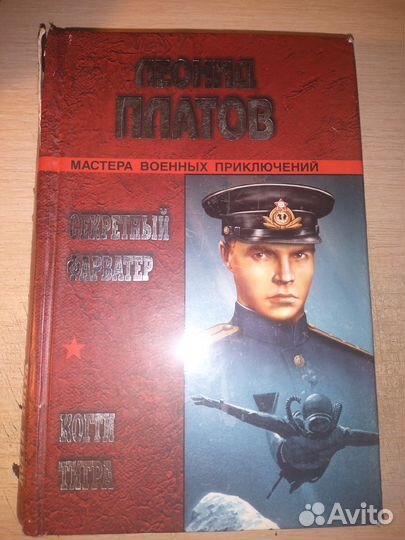 ЛЕОНИД
ПЛАТОВ
МАСТЕРА ВОЕННЫХ ПРИКЛЮЧЕНИЙ
СЕКРЕТНЫЙ
ФАРВАТЕР
КОГТИ
ТИГРА
Avito